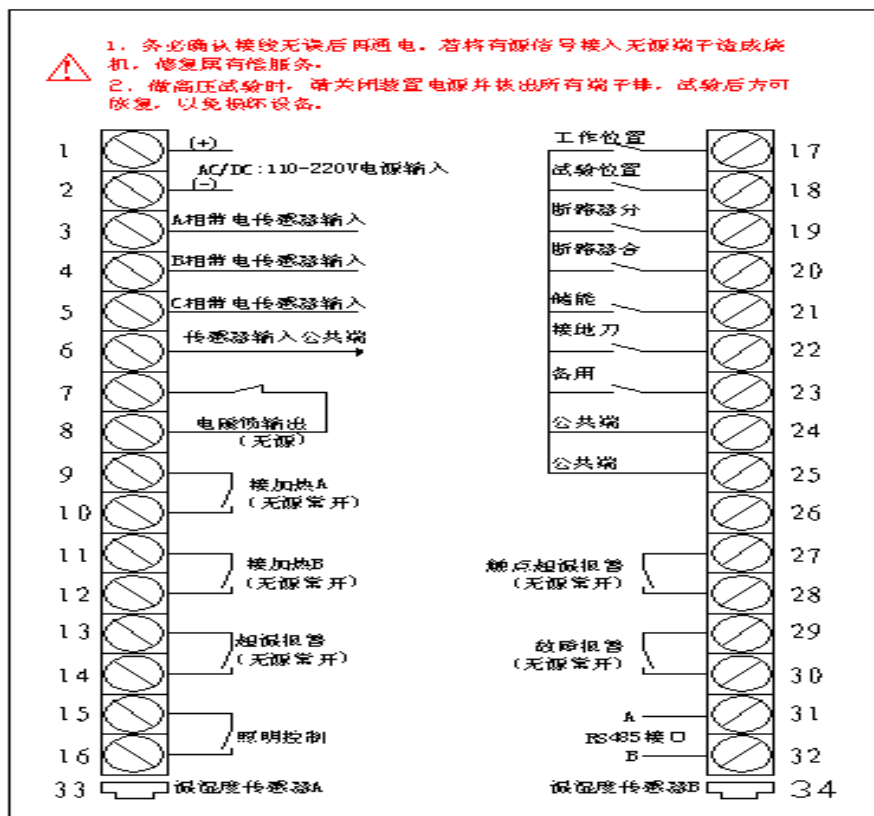 1. 务必确认接线无误后再通电。若将有源信号接入无源端子造成烧
机，修复属有偿服务。
2. 做高压试验时，请关闭装置电源并拔出所有端子排，试验后方可
恢复，以免损坏设备。
1
(+)
AC/DC:110-220V电源输入
2
(-)
3
A相带电传感器输入
4
B相带电传感器输入
5
C相带电传感器输入
6
传感器输入公共端
7
8
电磁锁输出
(无源)
9
接加热A
(无源常开)
10
11
接加热B
(无源常开)
12
13
超温报警
(无源常开)
14
15
照明控制
16
33
温湿度传感器A
工作位置
17
试验位置
18
断路器分
19
断路器合
20
储能
21
接地刀
22
备用
23
公共端
24
公共端
25
26
27
触点超温报警
(无源常开)
28
29
故障报警
(无源常开)
30
A
31
RS485接口
B
32
温湿度传感器B
34